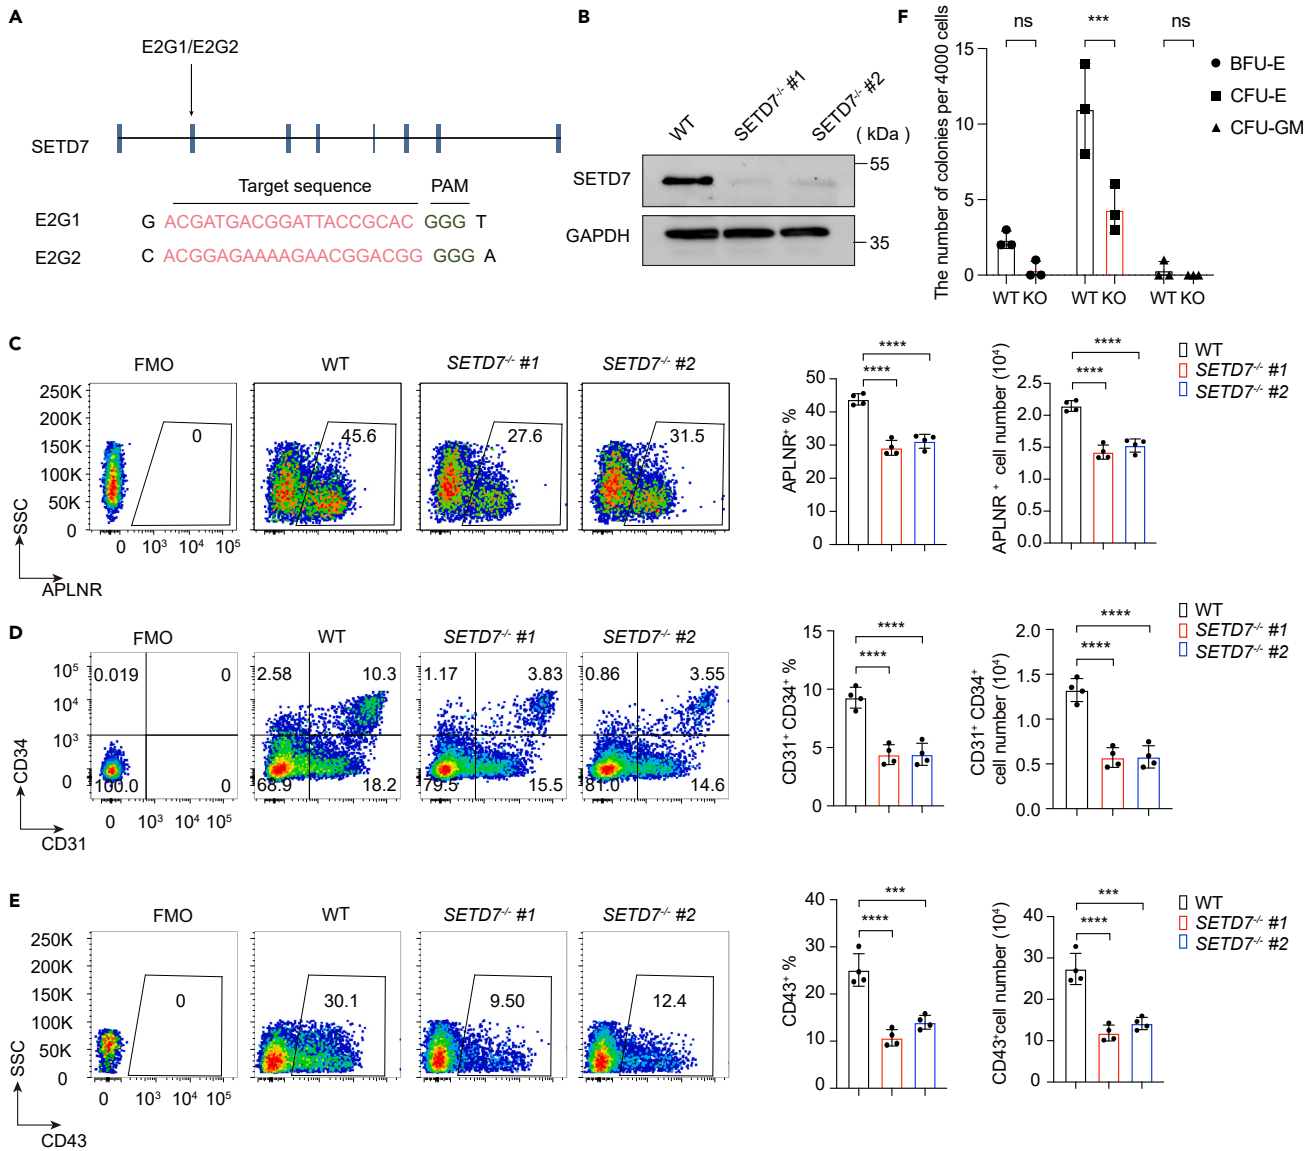 A
E2G1/E2G2
SETD7
Target sequence PAM
E2G1 G ACGATGACGGATTACCGCAC GGG T
E2G2 C ACGGAGAAAAGAACGGACGG GGG A
B
WT SETD7-/- #1 SETD7-/- #2 ( kDa )
SETD7 55
GAPDH 35
F
The number of colonies per 4000 cells
ns *** ns
15
10
5
0
WT KO WT KO WT KO
BFU-E
CFU-E
CFU-GM
C
FMO WT SETD7-/- #1 SETD7-/- #2
250K
200K
150K
100K
50K
0
0 45.6 27.6 31.5
0 10³ 10⁴ 10⁵
SSC
APLNR
APLNR⁺ %
50
40
30
20
10
0
**** ****
APLNR ⁺ cell number (10⁴)
2.5
2.0
1.5
1.0
0.5
0.0
**** ****
WT
SETD7-/- #1
SETD7-/- #2
D
FMO WT SETD7-/- #1 SETD7-/- #2
10⁵
10⁴
10³
0
0.019 0 2.58 10.3 1.17 3.83 0.86 3.55
100.0 0 68.9 18.2 79.5 15.5 81.0 14.6
0 10³ 10⁴ 10⁵
CD34
CD31
CD31⁺ CD34⁺ %
15
10
5
0
**** ****
CD31⁺ CD34⁺
cell number (10⁴)
2.0
1.5
1.0
0.5
0.0
**** ****
WT
SETD7-/- #1
SETD7-/- #2
E
FMO WT SETD7-/- #1 SETD7-/- #2
250K
200K
150K
100K
50K
0
0 30.1 9.50 12.4
0 10³ 10⁴ 10⁵
SSC
CD43
CD43⁺ %
40
30
20
10
0
**** ***
CD43⁺cell number (10⁴)
40
30
20
10
0
**** ***
WT
SETD7-/- #1
SETD7-/- #2